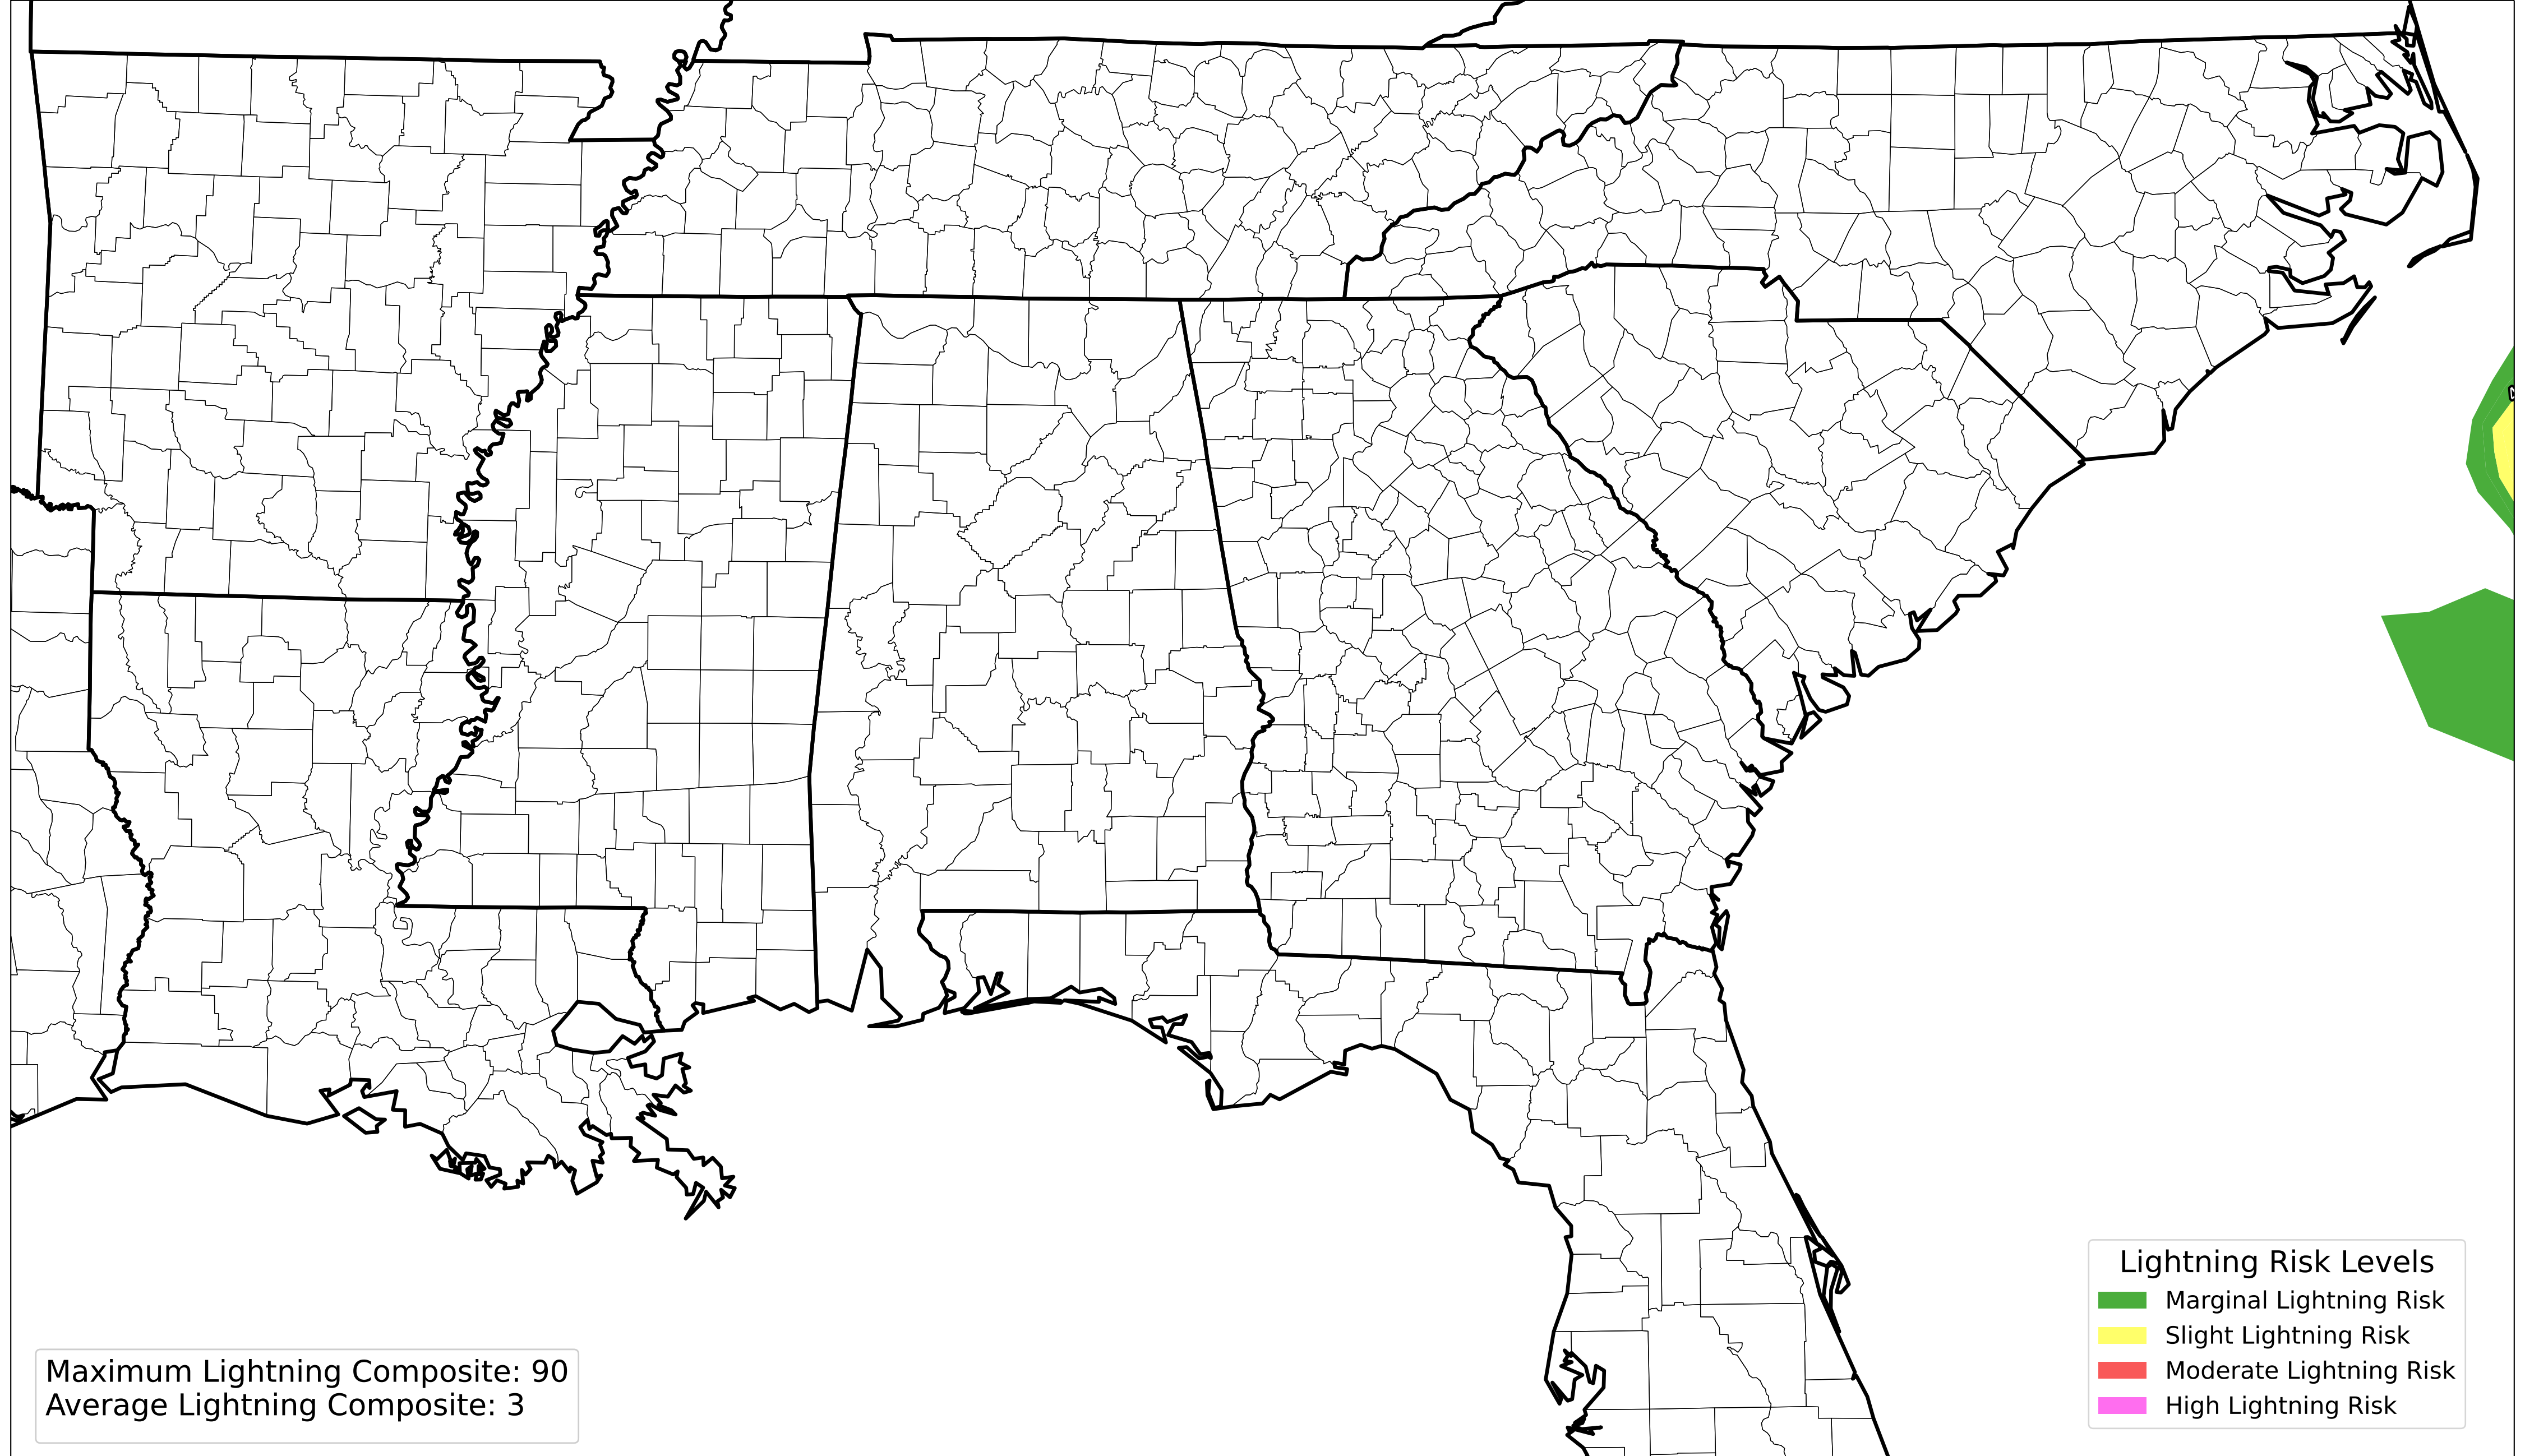 Lightning Risk Levels
Marginal Lightning Risk
Slight Lightning Risk
Moderate Lightning Risk
High Lightning Risk
Maximum Lightning Composite: 90
Average Lightning Composite: 3